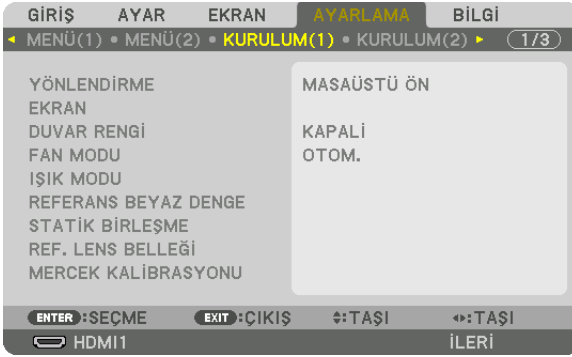 GİRİŞ AYAR EKRAN AYARLAMA BİLGİ
◄ MENÜ(1) • MENÜ(2) • KURULUM(1) • KURULUM(2) ► 1/3
YÖNLENDİRME MASAÜSTÜ ÖN
EKRAN
DUVAR RENGİ KAPALİ
FAN MODU OTOM.
IŞIK MODU
REFERANS BEYAZ DENGE
STATİK BİRLEŞME
REF. LENS BELLEĞİ
MERCEK KALİBRASYONU
ENTER :SEÇME EXIT :ÇIKIŞ :TAŞI :TAŞI
HDMI1 İLERİ